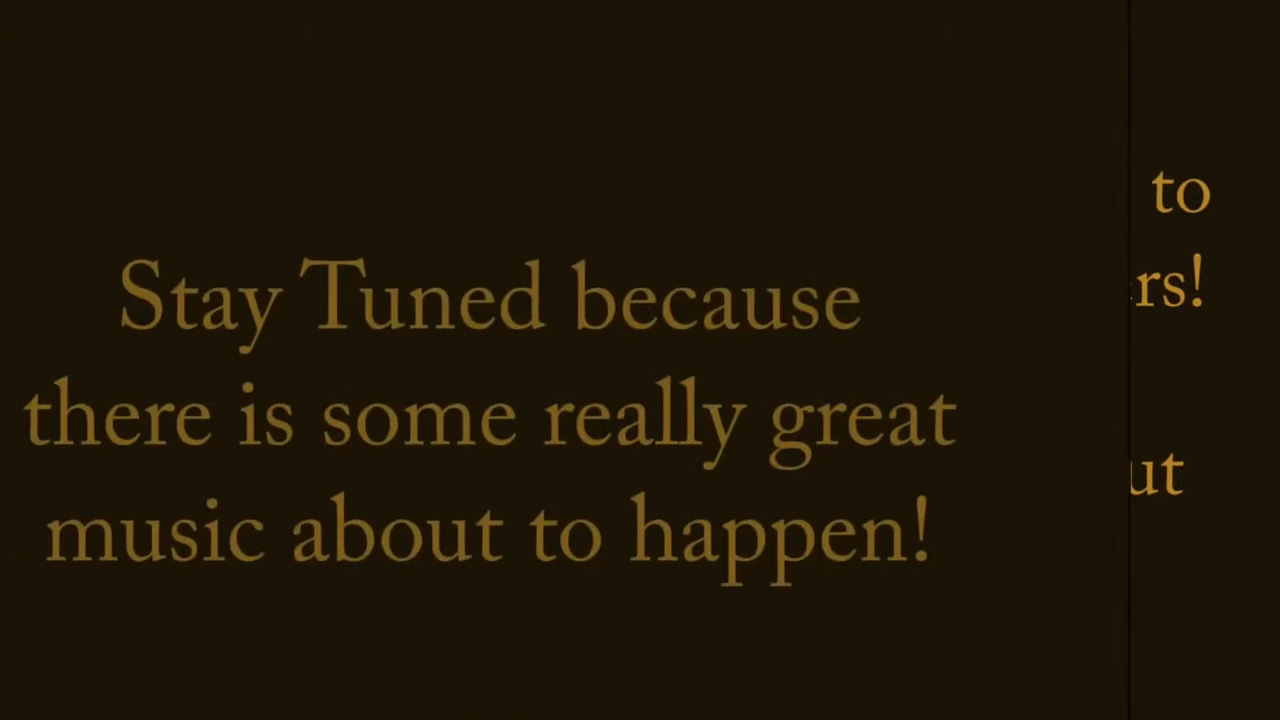 Stay Tuned because
there is some really great
music about to happen!
to